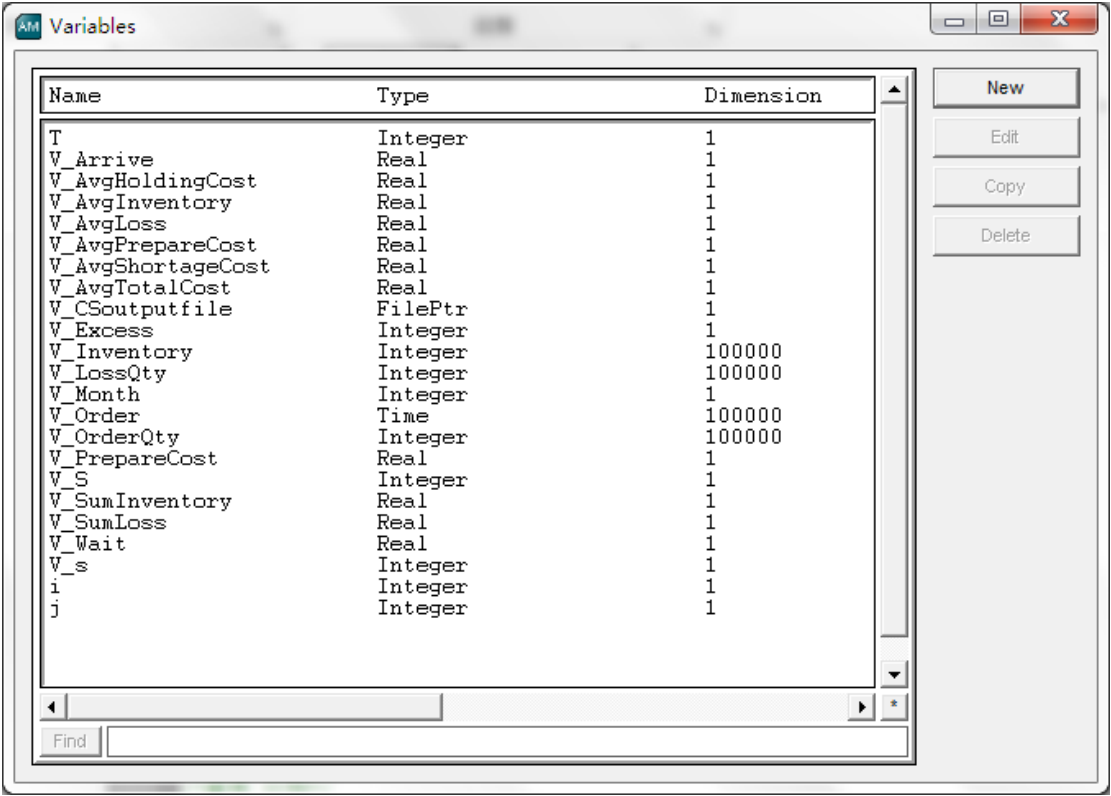 AM Variables
Name Type Dimension
T Integer 1
V_Arrive Real 1
V_AvgHoldingCost Real 1
V_AvgInventory Real 1
V_AvgLoss Real 1
V_AvgPrepareCost Real 1
V_AvgShortageCost Real 1
V_AvgTotalCost Real 1
V_CSoutputfile FilePtr 1
V_Excess Integer 1
V_Inventory Integer 100000
V_LossQty Integer 100000
V_Month Integer 1
V_Order Time 100000
V_OrderQty Integer 100000
V_PrepareCost Real 1
V_S Integer 1
V_SumInventory Real 1
V_SumLoss Real 1
V_Wait Real 1
V_s Integer 1
i Integer 1
j Integer 1
*
Find
New
Edit
Copy
Delete